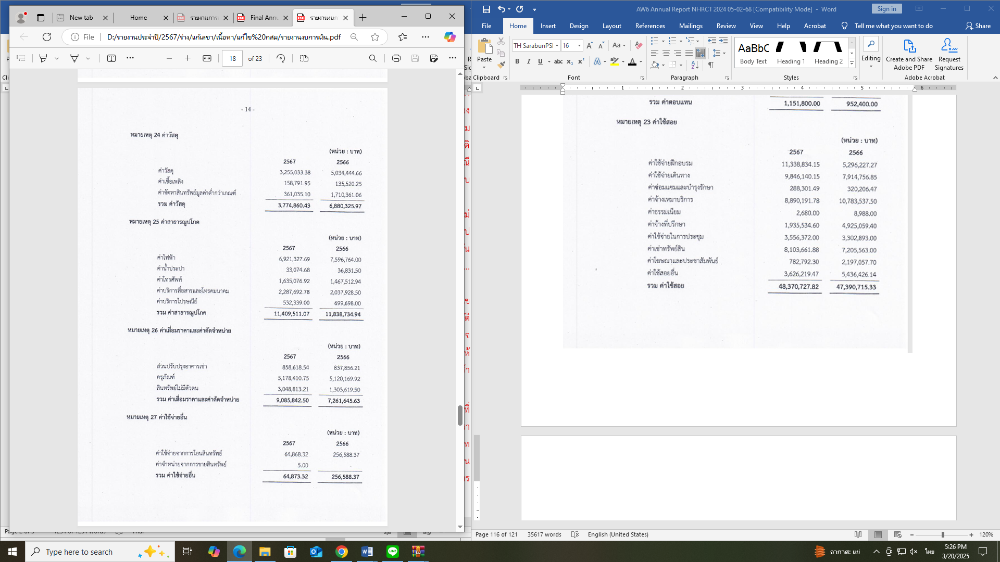 New tab
Home
รายงานการ
Final Annu
รายงานงบก
File
D:/รายงานประจำปี/2567/ร่าง/แก้เลขา/เนื้อหา/แก้ไข%20กสม/รายงานงบการเงิน.pdf
18 of 23
- 14 -
หมายเหตุ 24 ค่าวัสดุ
(หน่วย : บาท)
2567 2566
ค่าวัสดุ 3,255,033.38 5,034,444.66
ค่าเชื้อเพลิง 158,791.95 135,520.25
ค่าจัดหาสินทรัพย์มูลค่าต่ำกว่าเกณฑ์ 361,035.10 1,710,361.06
รวม ค่าวัสดุ 3,774,860.43 6,880,325.97
หมายเหตุ 25 ค่าสาธารณูปโภค
(หน่วย : บาท)
2567 2566
ค่าไฟฟ้า 6,921,327.69 7,596,764.00
ค่าน้ำประปา 33,074.68 36,831.50
ค่าโทรศัพท์ 1,635,076.92 1,467,512.94
ค่าบริการสื่อสารและโทรคมนาคม 2,287,692.78 2,037,928.50
ค่าบริการไปรษณีย์ 532,339.00 699,698.00
รวม ค่าสาธารณูปโภค 11,409,511.07 11,838,734.94
หมายเหตุ 26 ค่าเสื่อมราคาและค่าตัดจำหน่าย
(หน่วย : บาท)
2567 2566
ส่วนปรับปรุงอาคารเช่า 858,618.54 837,856.21
ครุภัณฑ์ 5,178,410.75 5,120,169.92
สินทรัพย์ไม่มีตัวตน 3,048,813.21 1,303,619.50
รวม ค่าเสื่อมราคาและค่าตัดจำหน่าย 9,085,842.50 7,261,645.63
หมายเหตุ 27 ค่าใช้จ่ายอื่น
(หน่วย : บาท)
2567 2566
ค่าใช้จ่ายจากการโอนสินทรัพย์ 64,868.32 256,588.37
ค่าจำหน่ายจากการขายสินทรัพย์ 5.00 -
รวม ค่าใช้จ่ายอื่น 64,873.32 256,588.37
AW6 Annual Report NHRCT 2024 05-02-68 [Compatibility Mode] - Word
Sign in
File Home Insert Design Layout References Mailings Review View Help Acrobat Tell me what you want to do Share
Paste
Clipboard
TH SarabunPSI 16
Font
Paragraph
AaBbC
Body Text Heading 1 Heading 2
Styles
Editing
Create and Share Adobe PDF
Request Signatures
Adobe Acrobat
1 2 3 4 5 6
รวม ค่าตอบแทน 1,151,800.00 952,400.00
หมายเหตุ 23 ค่าใช้สอย
(หน่วย : บาท)
2567 2566
ค่าใช้จ่ายฝึกอบรม 11,338,834.15 5,296,227.27
ค่าใช้จ่ายเดินทาง 9,846,140.15 7,914,756.85
ค่าซ่อมแซมและบำรุงรักษา 288,301.49 320,206.47
ค่าจ้างเหมาบริการ 8,890,191.78 10,783,537.50
ค่าธรรมเนียม 2,680.00 8,988.00
ค่าจ้างที่ปรึกษา 1,935,534.60 4,925,059.40
ค่าใช้จ่ายในการประชุม 3,556,372.00 3,302,893.00
ค่าเช่าทรัพย์สิน 8,103,661.88 7,205,563.00
ค่าโฆษณาและประชาสัมพันธ์ 782,792.30 2,197,057.70
ค่าใช้สอยอื่น 3,626,219.47 5,436,426.14
รวม ค่าใช้สอย 48,370,727.82 47,390,715.33
Page 116 of 121 35617 words English (United States) 120%
Type here to search
อากาศ: แย่
ไทย
5:26 PM
3/20/2025